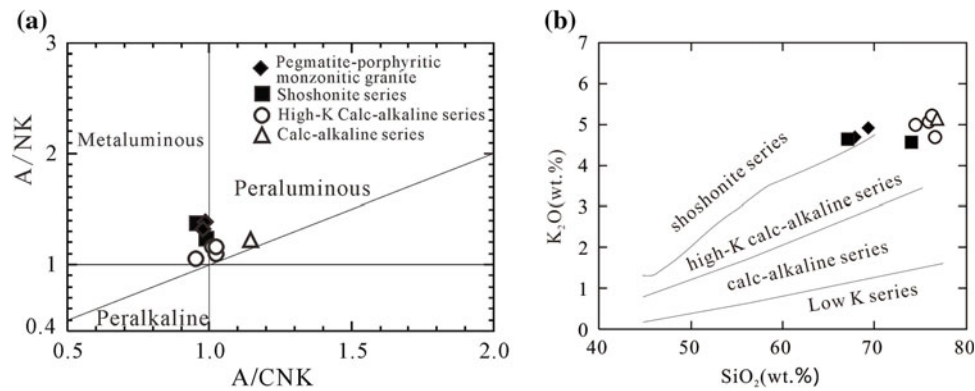 (a)
3
2
1
0.4
A/NK
Pegmatite-porphyritic
monzonitic granite
Shoshonite series
High-K Calc-alkaline series
Calc-alkaline series
Metaluminous
Peraluminous
Peralkaline
0.5
1.0
1.5
2.0
A/CNK
(b)
7
6
5
4
3
2
1
0
K₂O(wt.%)
shoshonite series
high-K calc-alkaline series
calc-alkaline series
Low K series
40
50
60
70
80
SiO₂(wt.%)